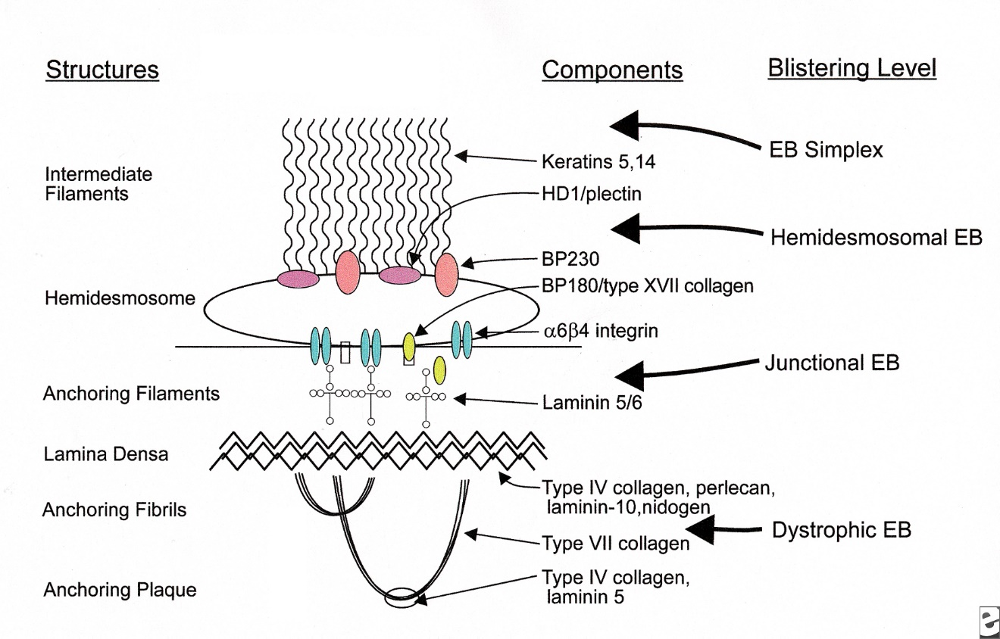 Structures
Components
Blistering Level
EB Simplex
Keratins 5,14
Intermediate
Filaments
HD1/plectin
Hemidesmosomal EB
BP230
BP180/type XVII collagen
Hemidesmosome
α6β4 integrin
Junctional EB
Anchoring Filaments
Laminin 5/6
Lamina Densa
Type IV collagen, perlecan,
laminin-10,nidogen
Anchoring Fibrils
Dystrophic EB
Type VII collagen
Anchoring Plaque
Type IV collagen,
laminin 5
e